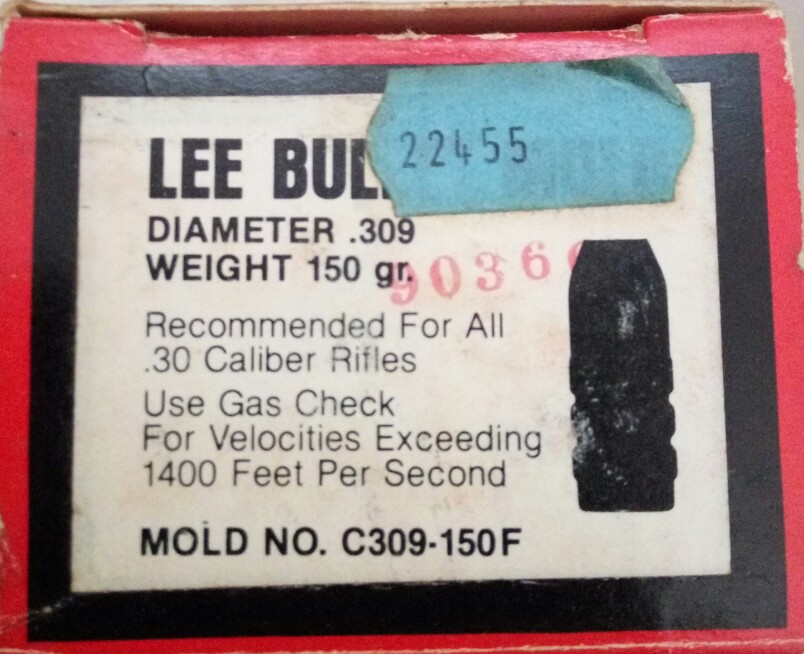 22455
LEE BUL
DIAMETER .309
WEIGHT 150 gr.
9036
Recommended For All
.30 Caliber Rifles
Use Gas Check
For Velocities Exceeding
1400 Feet Per Second
MOLD NO. C309-150F